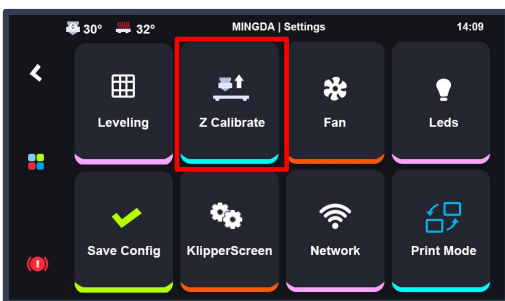 30° 32° MINGDA | Settings 14:09
Leveling Z Calibrate Fan Leds
Save Config KlipperScreen Network Print Mode